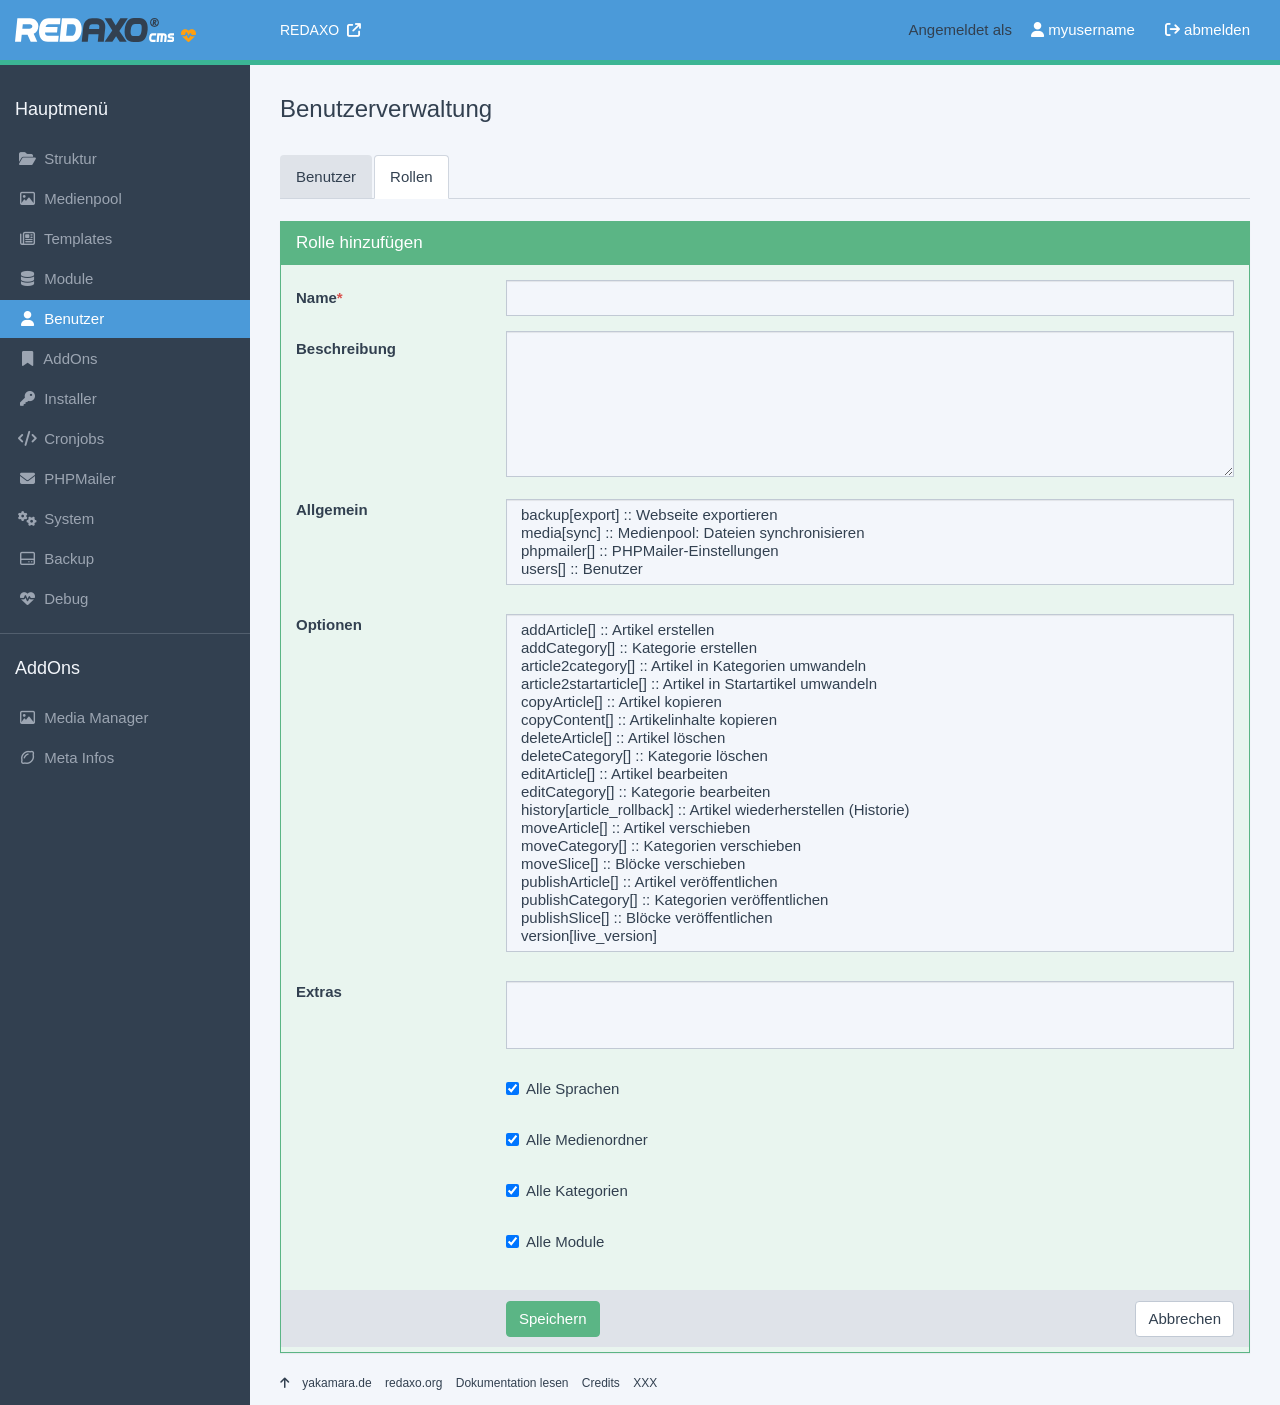 REDAXO® cms
REDAXO
Angemeldet als myusername abmelden
Hauptmenü
Struktur
Medienpool
Templates
Module
Benutzer
AddOns
Installer
Cronjobs
PHPMailer
System
Backup
Debug
AddOns
Media Manager
Meta Infos
Benutzerverwaltung
Benutzer Rollen
Rolle hinzufügen
Name*
Beschreibung
Allgemein
backup[export] :: Webseite exportieren
media[sync] :: Medienpool: Dateien synchronisieren
phpmailer[] :: PHPMailer-Einstellungen
users[] :: Benutzer
Optionen
addArticle[] :: Artikel erstellen
addCategory[] :: Kategorie erstellen
article2category[] :: Artikel in Kategorien umwandeln
article2startarticle[] :: Artikel in Startartikel umwandeln
copyArticle[] :: Artikel kopieren
copyContent[] :: Artikelinhalte kopieren
deleteArticle[] :: Artikel löschen
deleteCategory[] :: Kategorie löschen
editArticle[] :: Artikel bearbeiten
editCategory[] :: Kategorie bearbeiten
history[article_rollback] :: Artikel wiederherstellen (Historie)
moveArticle[] :: Artikel verschieben
moveCategory[] :: Kategorien verschieben
moveSlice[] :: Blöcke verschieben
publishArticle[] :: Artikel veröffentlichen
publishCategory[] :: Kategorien veröffentlichen
publishSlice[] :: Blöcke veröffentlichen
version[live_version]
Extras
Alle Sprachen
Alle Medienordner
Alle Kategorien
Alle Module
Speichern Abbrechen
yakamara.de redaxo.org Dokumentation lesen Credits XXX